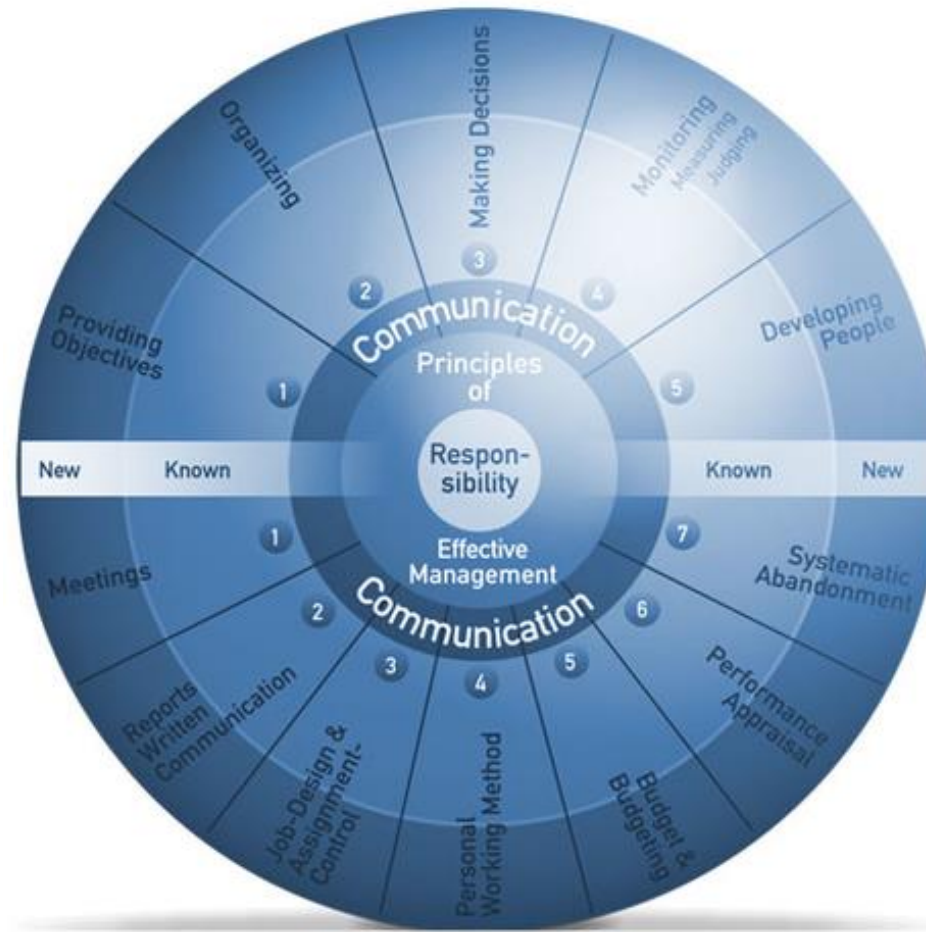 Providing
Objectives
Organizing
Making Decisions
Monitoring
Measuring
Judging
Developing
People
1
2
3
4
5
Communication
Principles
of
Respon-
sibility
Effective
Management
Communication
New
Known
Known
New
1
2
3
4
5
6
7
Meetings
Reports
Written
Communication
Job-Design &
Assignment-
Control
Personal
Working Method
Budget &
Budgeting
Performance
Appraisal
Systematic
Abandonment